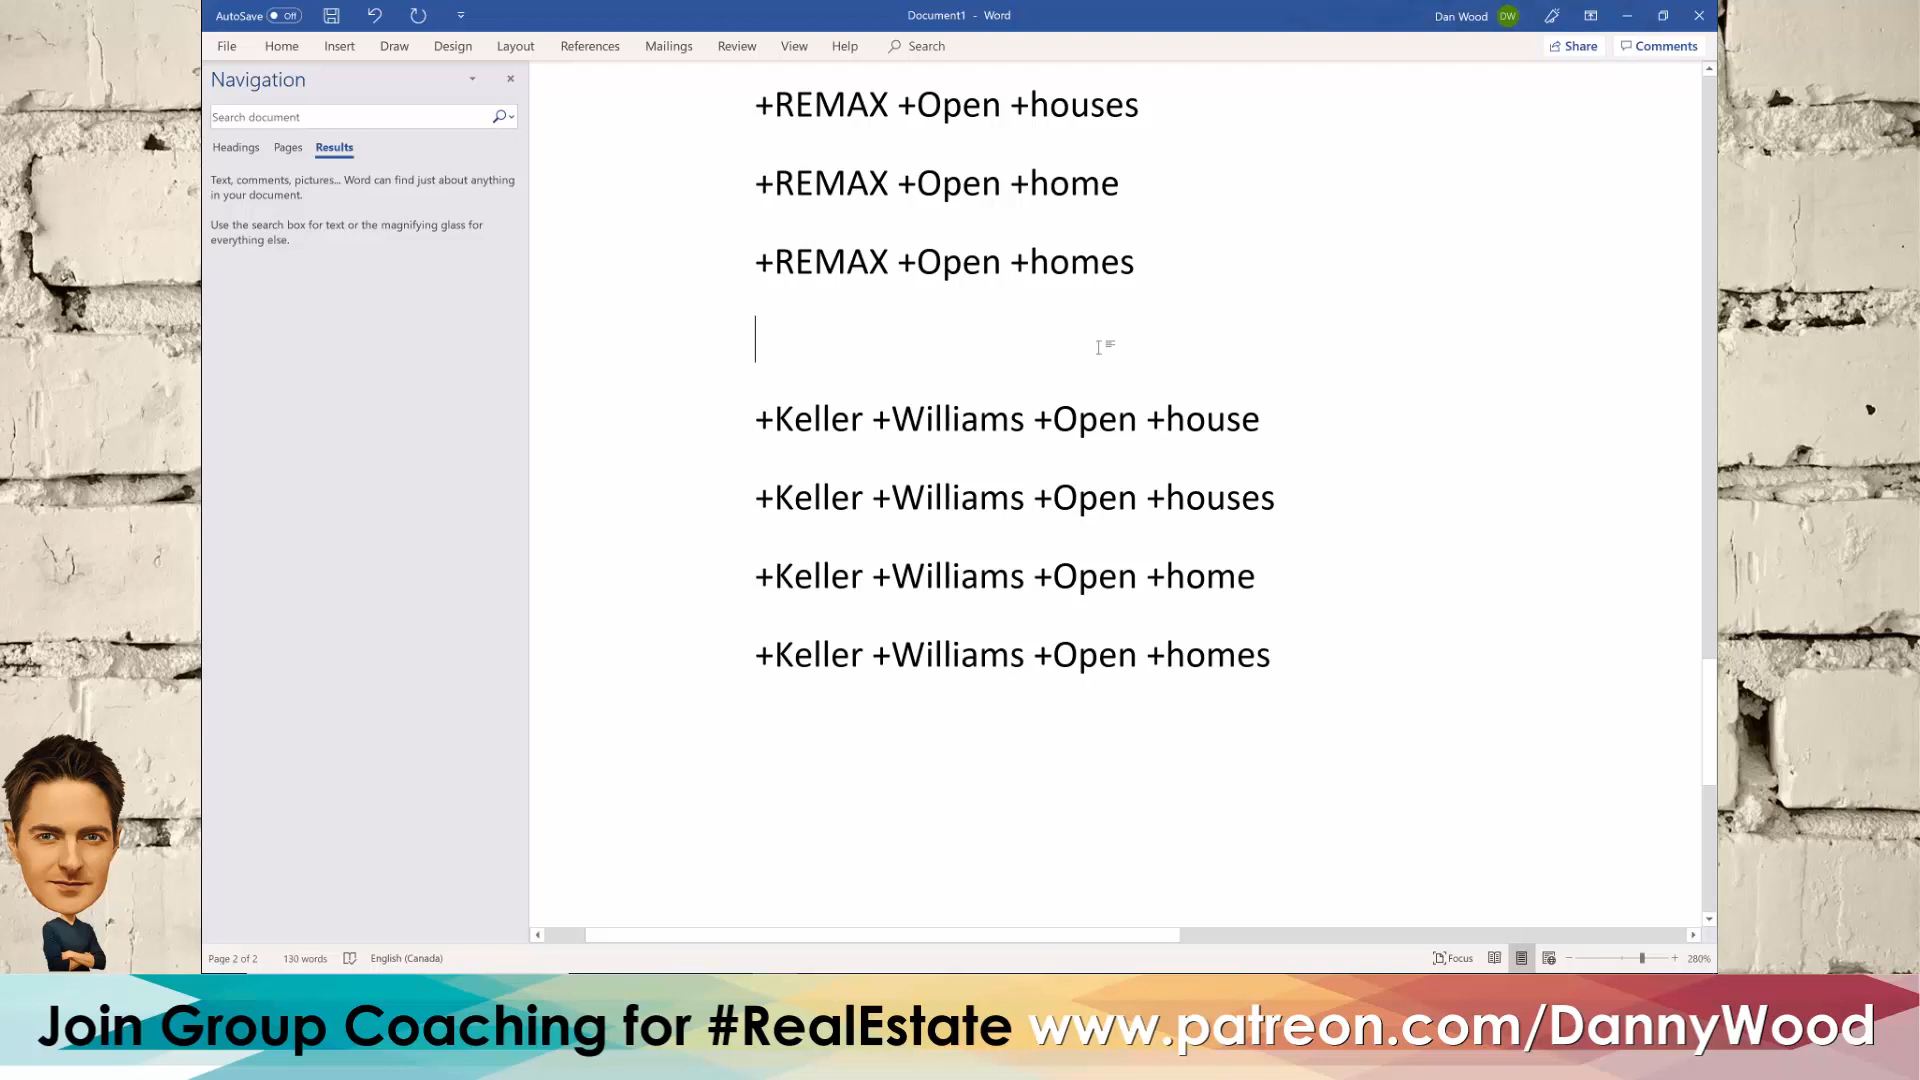 AutoSave Off
Document1 - Word
Dan Wood DW
File Home Insert Draw Design Layout References Mailings Review View Help Search
Share Comments
Navigation
Search document
Headings Pages Results
Text, comments, pictures... Word can find just about anything
in your document.
Use the search box for text or the magnifying glass for
everything else.
+REMAX +Open +houses
+REMAX +Open +home
+REMAX +Open +homes
+Keller +Williams +Open +house
+Keller +Williams +Open +houses
+Keller +Williams +Open +home
+Keller +Williams +Open +homes
Page 2 of 2 130 words English (Canada)
Focus 280%
Join Group Coaching for #RealEstate www.patreon.com/DannyWood